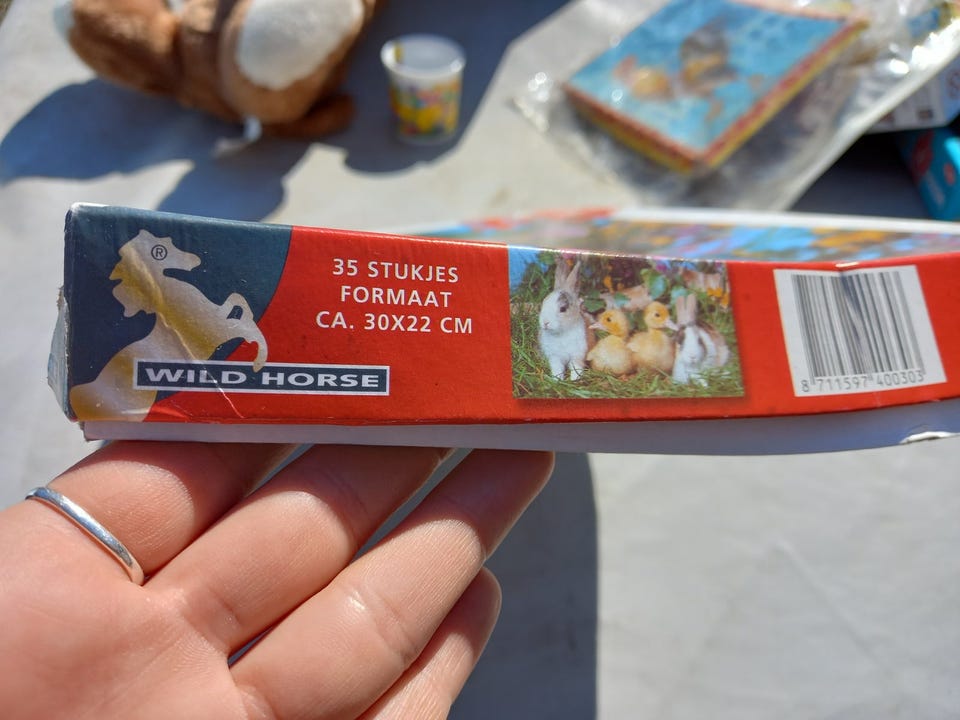 ®
35 STUKJES
FORMAAT
CA. 30X22 CM
WILD HORSE
8 711597 400303